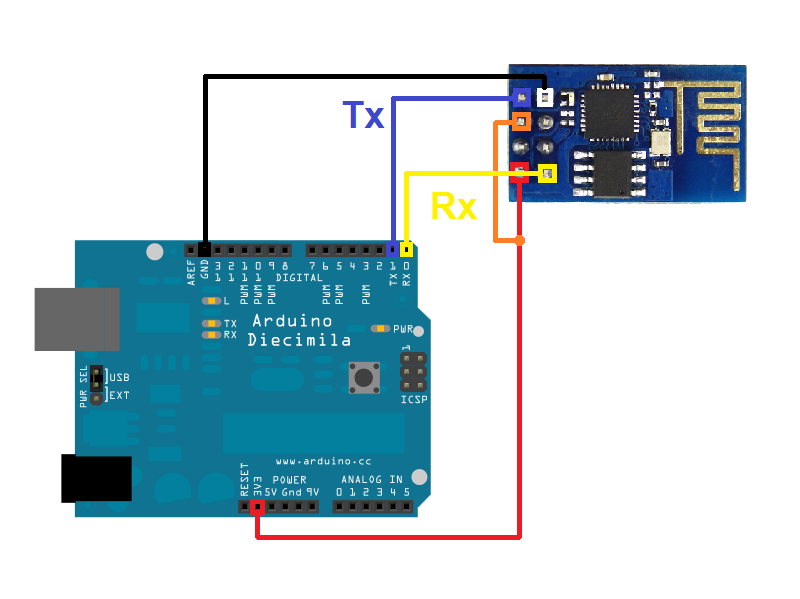 Tx
Rx
AREF
GND
13
12
11
10
9
8
7
6
5
4
3
2
TX 1
RX 0
PWM
PWM
PWM
PWM
PWM
PWM
DIGITAL
L
TX
RX
Arduino
Diecimila
PWR
1
ICSP
PWR SEL
USB
EXT
www.arduino.cc
RESET
3V3
5V
Gnd
9V
POWER
ANALOG IN
0 1 2 3 4 5